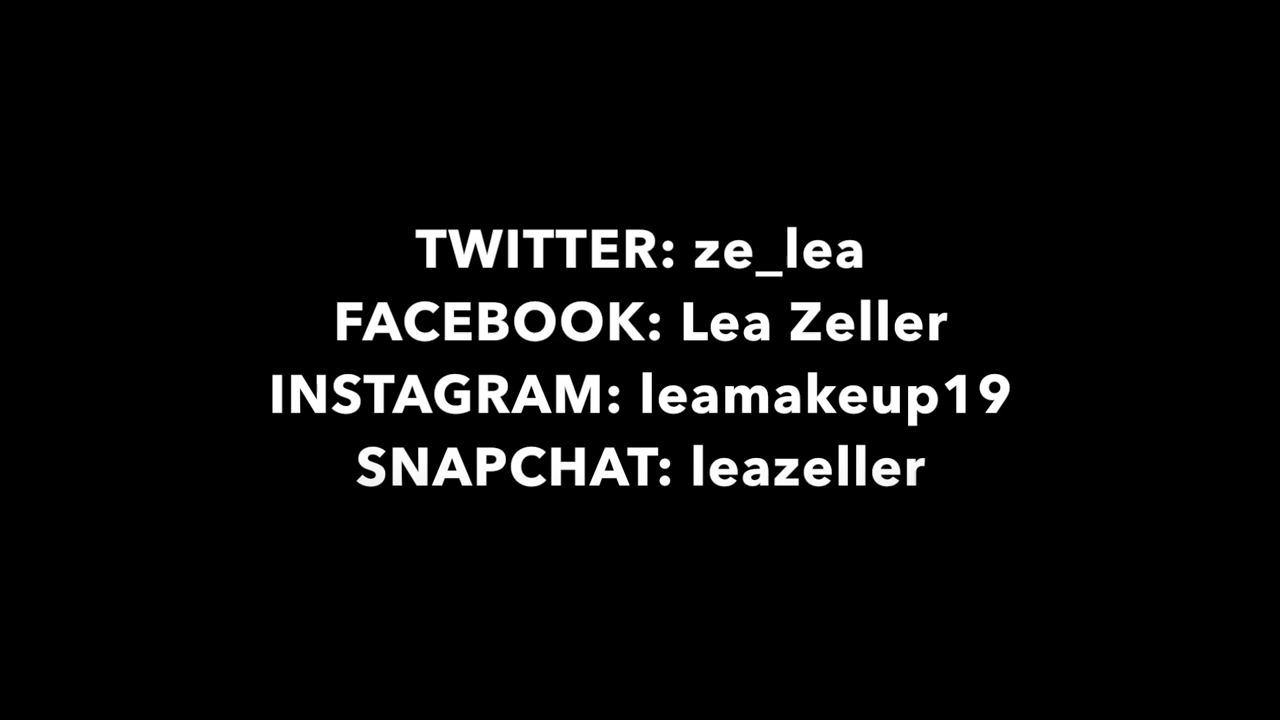 TWITTER: ze_lea
FACEBOOK: Lea Zeller
INSTAGRAM: leamakeup19
SNAPCHAT: leazeller